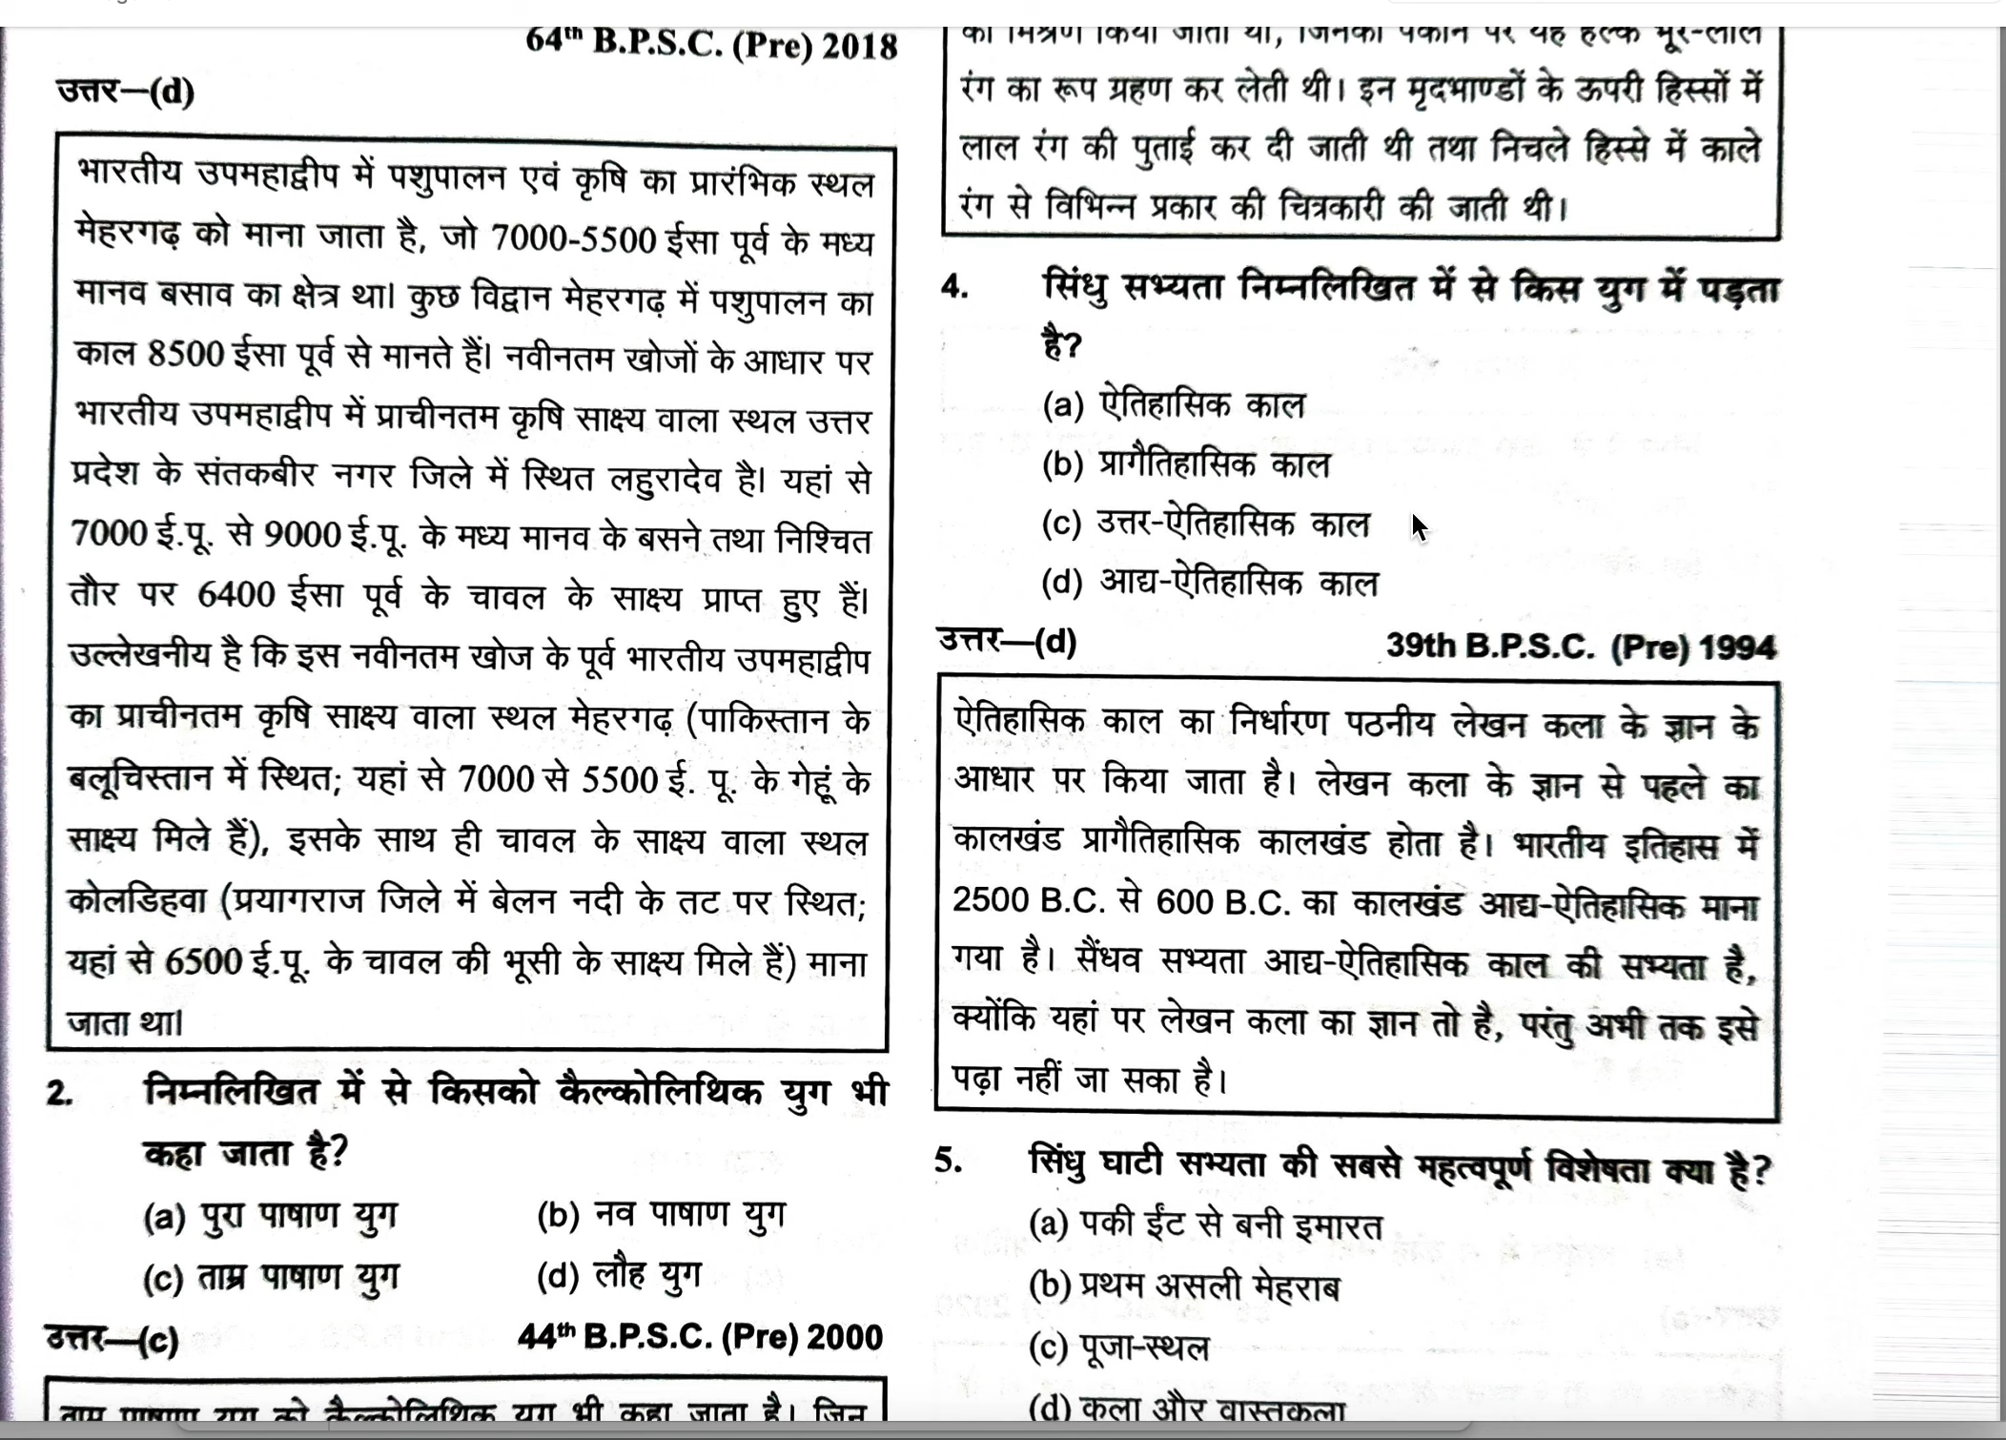 64th B.P.S.C. (Pre) 2018
उत्तर—(d)
भारतीय उपमहाद्वीप में पशुपालन एवं कृषि का प्रारंभिक स्थल
मेहरगढ़ को माना जाता है, जो 7000-5500 ईसा पूर्व के मध्य
मानव बसाव का क्षेत्र था। कुछ विद्वान मेहरगढ़ में पशुपालन का
काल 8500 ईसा पूर्व से मानते हैं। नवीनतम खोजों के आधार पर
भारतीय उपमहाद्वीप में प्राचीनतम कृषि साक्ष्य वाला स्थल उत्तर
प्रदेश के संतकबीर नगर जिले में स्थित लहुरादेव है। यहां से
7000 ई.पू. से 9000 ई.पू. के मध्य मानव के बसने तथा निश्चित
तौर पर 6400 ईसा पूर्व के चावल के साक्ष्य प्राप्त हुए हैं।
उल्लेखनीय है कि इस नवीनतम खोज के पूर्व भारतीय उपमहाद्वीप
का प्राचीनतम कृषि साक्ष्य वाला स्थल मेहरगढ़ (पाकिस्तान के
बलूचिस्तान में स्थित; यहां से 7000 से 5500 ई. पू. के गेहूं के
साक्ष्य मिले हैं), इसके साथ ही चावल के साक्ष्य वाला स्थल
कोलडिहवा (प्रयागराज जिले में बेलन नदी के तट पर स्थित;
यहां से 6500 ई.पू. के चावल की भूसी के साक्ष्य मिले हैं) माना
जाता था।
2. निम्नलिखित में से किसको कैल्कोलिथिक युग भी
कहा जाता है?
(a) पुरा पाषाण युग (b) नव पाषाण युग
(c) ताम्र पाषाण युग (d) लौह युग
उत्तर—(c) 44th B.P.S.C. (Pre) 2000
ताम्र पाषाण युग को कैल्कोलिथिक युग भी कहा जाता है। जिन
का मिश्रण किया जाता था, जिनको पकाने पर यह हल्के भूरे-लाल
रंग का रूप ग्रहण कर लेती थी। इन मृदभाण्डों के ऊपरी हिस्सों में
लाल रंग की पुताई कर दी जाती थी तथा निचले हिस्से में काले
रंग से विभिन्न प्रकार की चित्रकारी की जाती थी।
4. सिंधु सभ्यता निम्नलिखित में से किस युग में पड़ता
है?
(a) ऐतिहासिक काल
(b) प्रागैतिहासिक काल
(c) उत्तर-ऐतिहासिक काल
(d) आद्य-ऐतिहासिक काल
उत्तर—(d) 39th B.P.S.C. (Pre) 1994
ऐतिहासिक काल का निर्धारण पठनीय लेखन कला के ज्ञान के
आधार पर किया जाता है। लेखन कला के ज्ञान से पहले का
कालखंड प्रागैतिहासिक कालखंड होता है। भारतीय इतिहास में
2500 B.C. से 600 B.C. का कालखंड आद्य-ऐतिहासिक माना
गया है। सैंधव सभ्यता आद्य-ऐतिहासिक काल की सभ्यता है,
क्योंकि यहां पर लेखन कला का ज्ञान तो है, परंतु अभी तक इसे
पढ़ा नहीं जा सका है।
5. सिंधु घाटी सभ्यता की सबसे महत्वपूर्ण विशेषता क्या है?
(a) पकी ईंट से बनी इमारत
(b) प्रथम असली मेहराब
(c) पूजा-स्थल
(d) कला और वास्तुकला